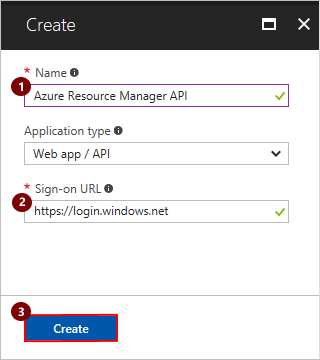 Create
* Name
1
Azure Resource Manager API
Application type
Web app / API
* Sign-on URL
2
https://login.windows.net
3
Create